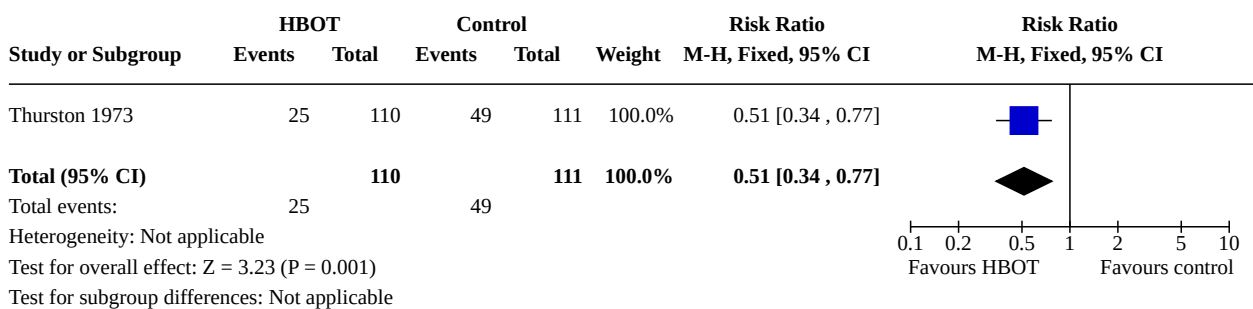 HBOT Control Risk Ratio Risk Ratio
Study or Subgroup Events Total Events Total Weight M-H, Fixed, 95% CI M-H, Fixed, 95% CI
Thurston 1973 25 110 49 111 100.0% 0.51 [0.34 , 0.77]
Total (95% CI) 110 111 100.0% 0.51 [0.34 , 0.77]
Total events: 25 49
Heterogeneity: Not applicable
Test for overall effect: Z = 3.23 (P = 0.001)
Test for subgroup differences: Not applicable
0.1 0.2 0.5 1 2 5 10
Favours HBOT Favours control